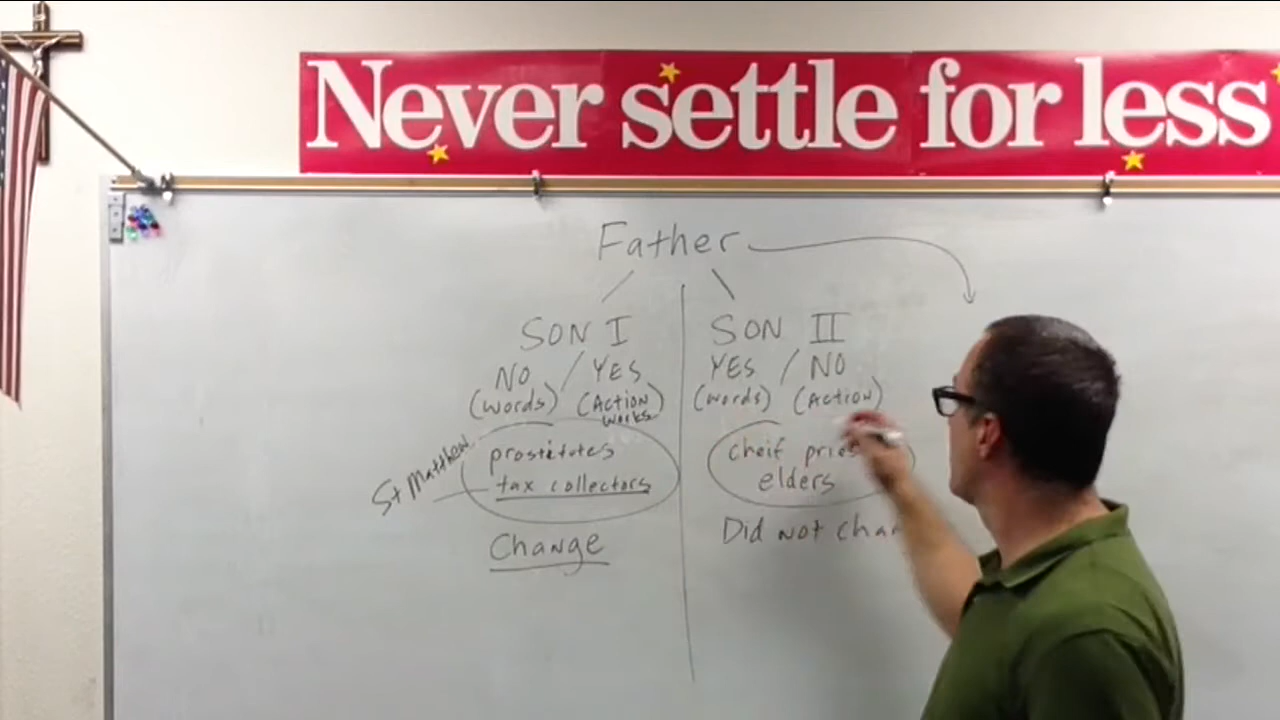 Never settle for less
Father
SON I
NO / YES
(words) (Action
works)
St Matthew
prostitutes
tax collectors
Change
SON II
YES / NO
(words) (Action)
cheif
elders
Did not